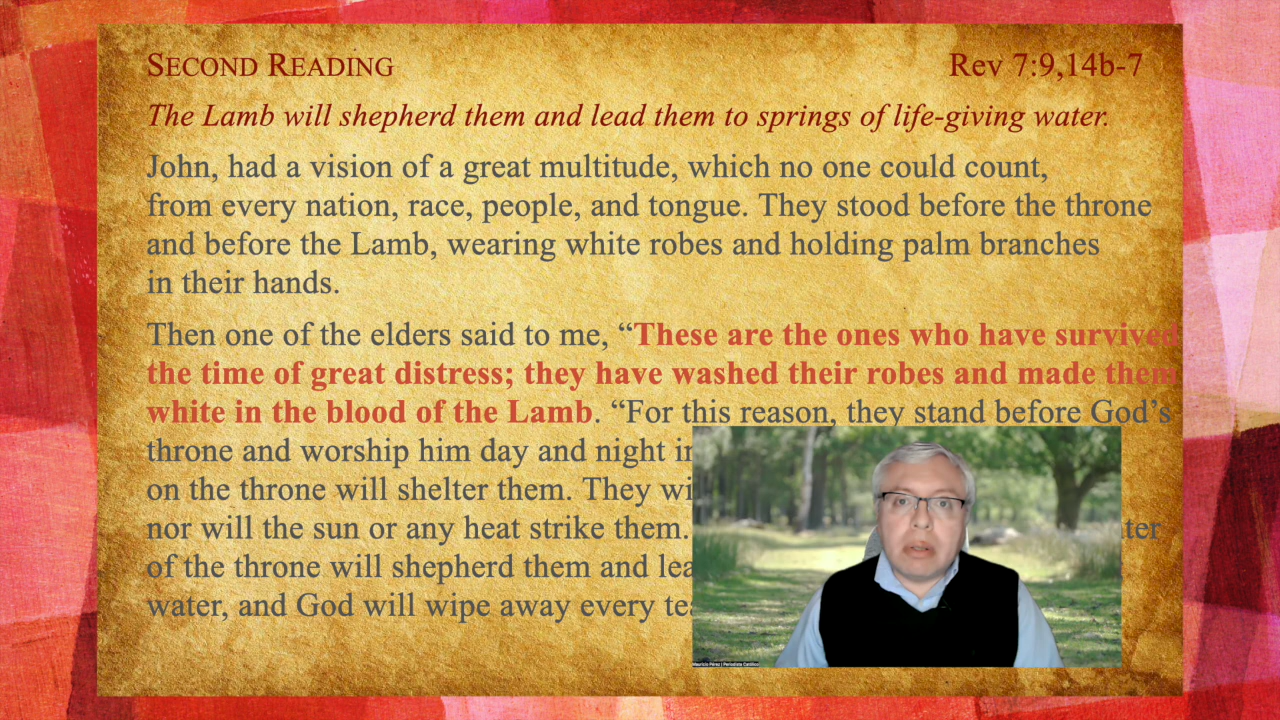 SECOND READING Rev 7:9,14b-7
The Lamb will shepherd them and lead them to springs of life-giving water.
John, had a vision of a great multitude, which no one could count,
from every nation, race, people, and tongue. They stood before the throne
and before the Lamb, wearing white robes and holding palm branches
in their hands.
Then one of the elders said to me, “These are the ones who have survived
the time of great distress; they have washed their robes and made them
white in the blood of the Lamb. “For this reason, they stand before God’s
throne and worship him day and night
on the throne will shelter them. They
nor will the sun or any heat strike them.
of the throne will shepherd them and
water, and God will wipe away every
Mauricio Pérez | Periodista Católico